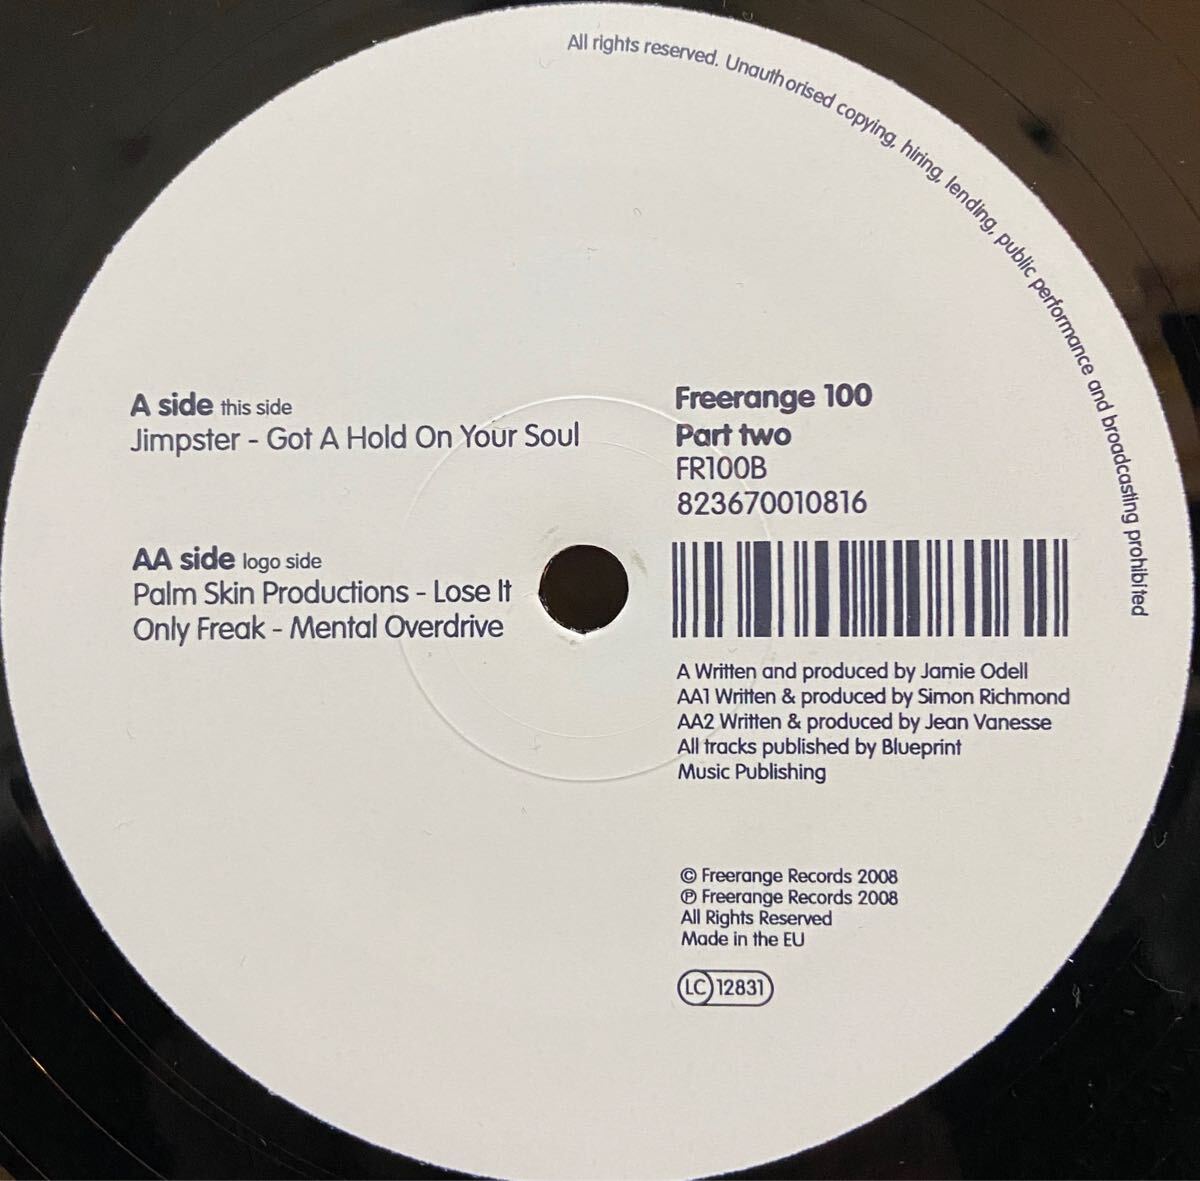 All rights reserved. Unauthorised copying, hiring, lending, public performance and broadcasting prohibited
A side this side
Jimpster - Got A Hold On Your Soul
AA side logo side
Palm Skin Productions - Lose It
Only Freak - Mental Overdrive
Freerange 100
Part two
FR100B
823670010816
A Written and produced by Jamie Odell
AA1 Written & produced by Simon Richmond
AA2 Written & produced by Jean Vanesse
All tracks published by Blueprint
Music Publishing
© Freerange Records 2008
℗ Freerange Records 2008
All Rights Reserved
Made in the EU
LC 12831